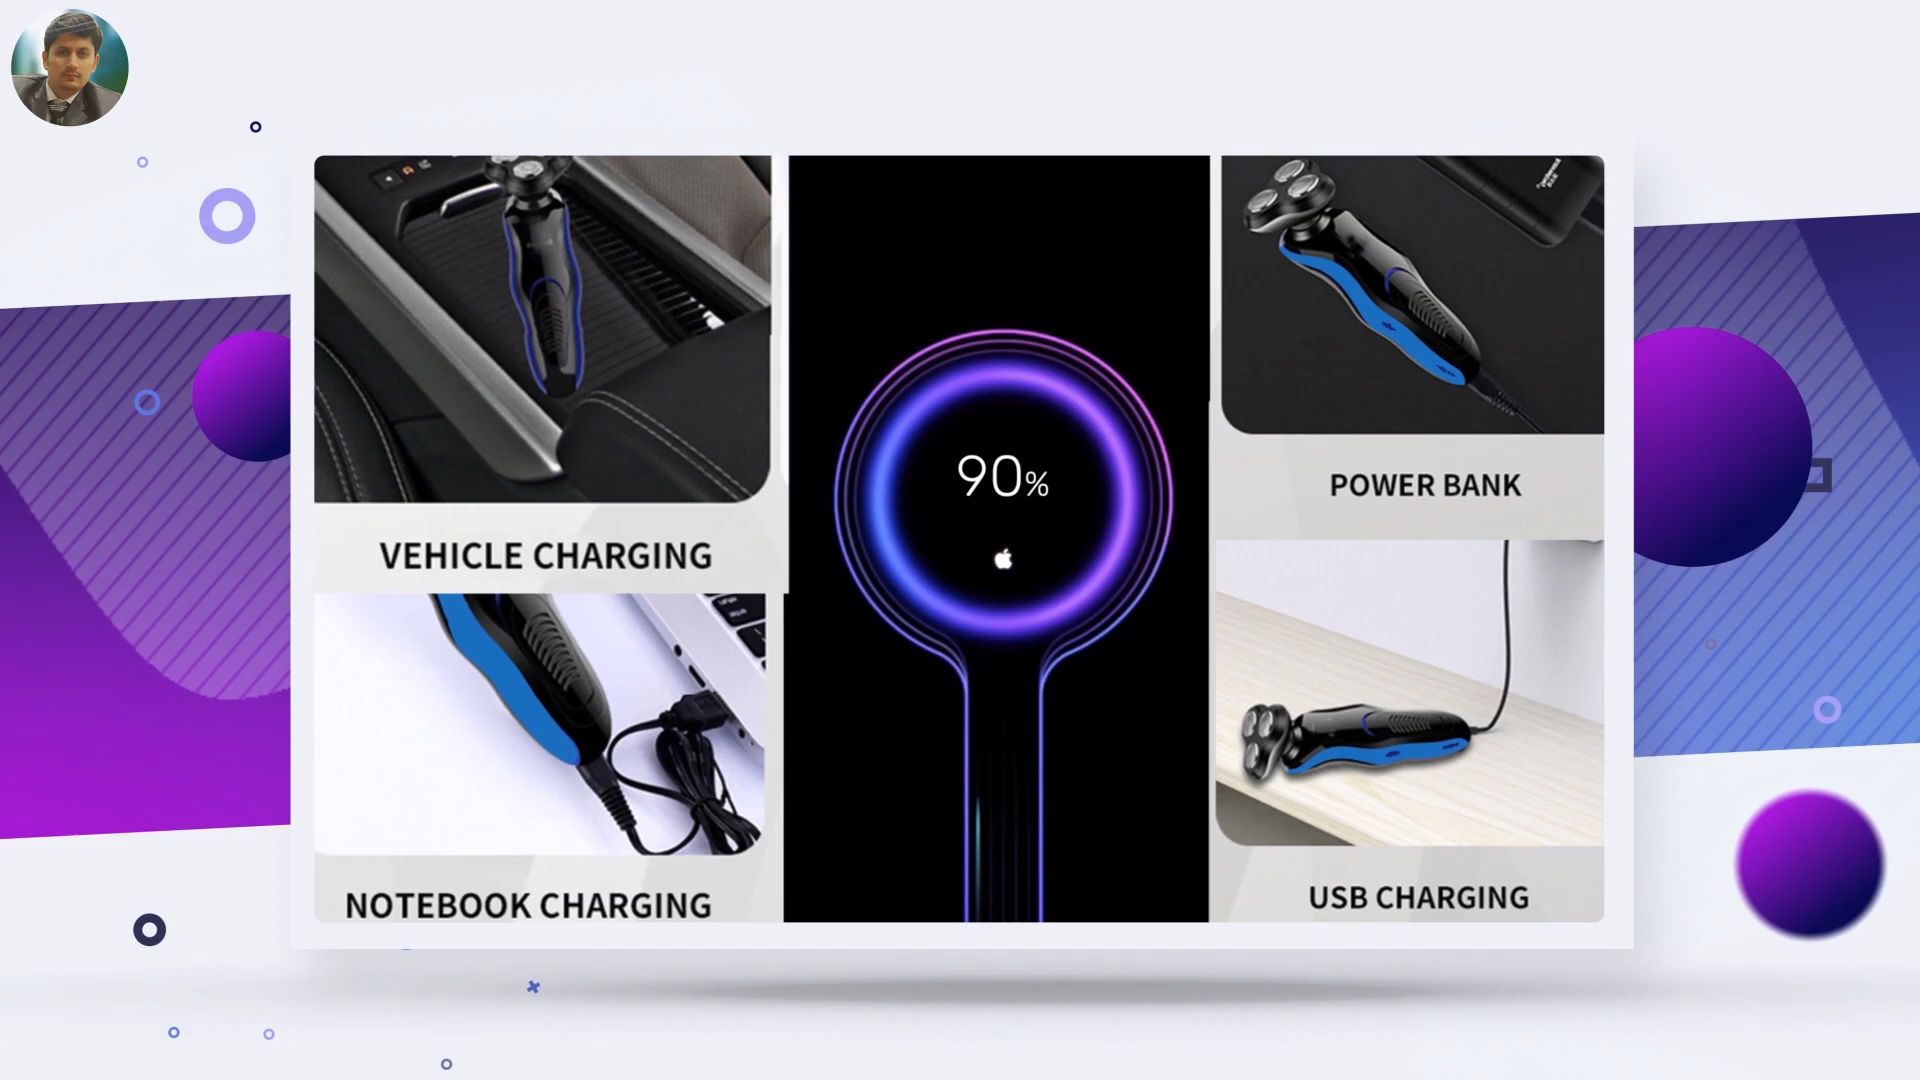 VEHICLE CHARGING
90%
POWER BANK
NOTEBOOK CHARGING
USB CHARGING